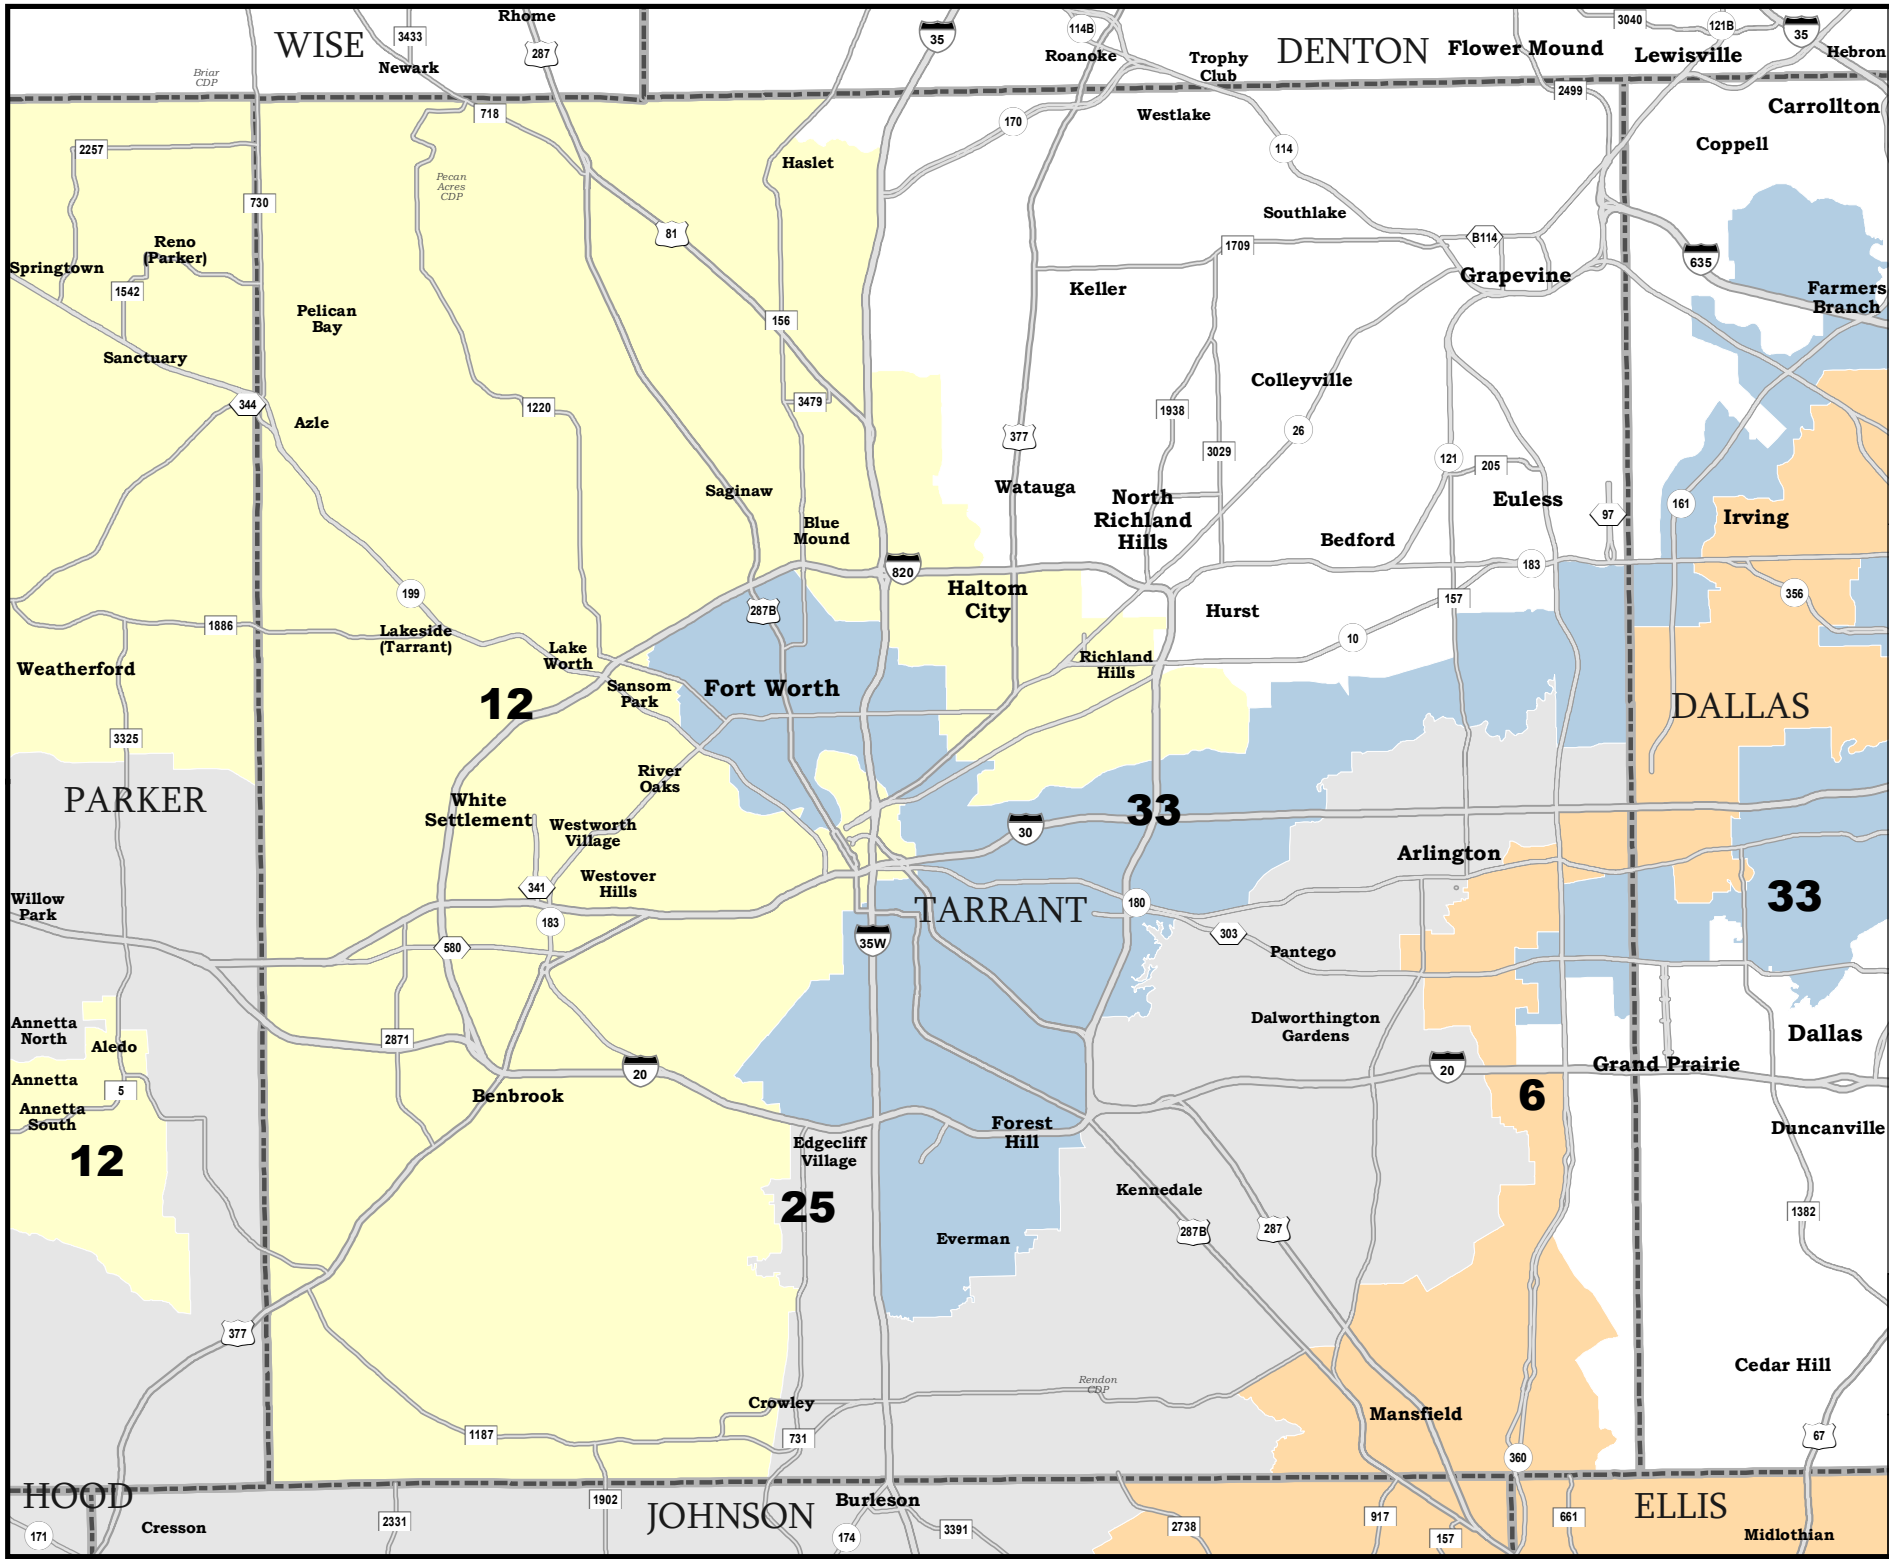 Rhome
WISE
3433
287
Newark
Briar
CDP
35
114B
Roanoke
Trophy
Club
DENTON
Flower Mound
3040
121B
Lewisville
35
Hebron
718
170
Westlake
2499
Carrollton
Coppell
114
2257
Haslet
Pecan
Acres
CDP
730
81
Southlake
1709
B114
635
Reno
(Parker)
Springtown
1542
Grapevine
Keller
Farmers
Branch
Pelican
Bay
156
Sanctuary
Colleyville
344
Azle
1220
3479
1938
377
26
3029
121
205
Saginaw
Watauga
North
Richland
Hills
Euless
97
161
Irving
Blue
Mound
Bedford
820
183
199
287B
Haltom
City
157
356
Hurst
1886
Lakeside
(Tarrant)
10
Lake
Worth
Richland
Hills
Weatherford
12
Sansom
Park
Fort Worth
DALLAS
3325
River
Oaks
PARKER
White
Settlement
Westworth
Village
33
30
Arlington
Westover
Hills
341
Willow
Park
183
TARRANT
180
33
303
580
35W
Pantego
Annetta
North
Aledo
2871
Dalworthington
Gardens
Dallas
Annetta
5
20
20
Grand Prairie
Benbrook
6
Annetta
South
Forest
Hill
Duncanville
12
Edgecliff
Village
25
Kennedale
1382
287B
287
Everman
377
Cedar Hill
Rendon
CDP
Crowley
Mansfield
1187
731
67
360
HOOD
1902
JOHNSON
Burleson
ELLIS
171
Cresson
2331
174
3391
2738
917
157
661
Midlothian